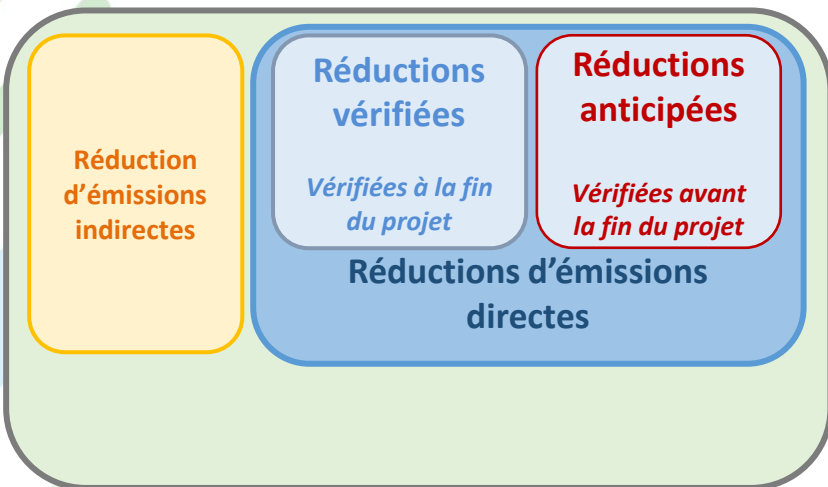 Réduction
d’émissions
indirectes
Réductions
vérifiées
Vérifiées à la fin
du projet
Réductions
anticipées
Vérifiées avant
la fin du projet
Réductions d’émissions
directes